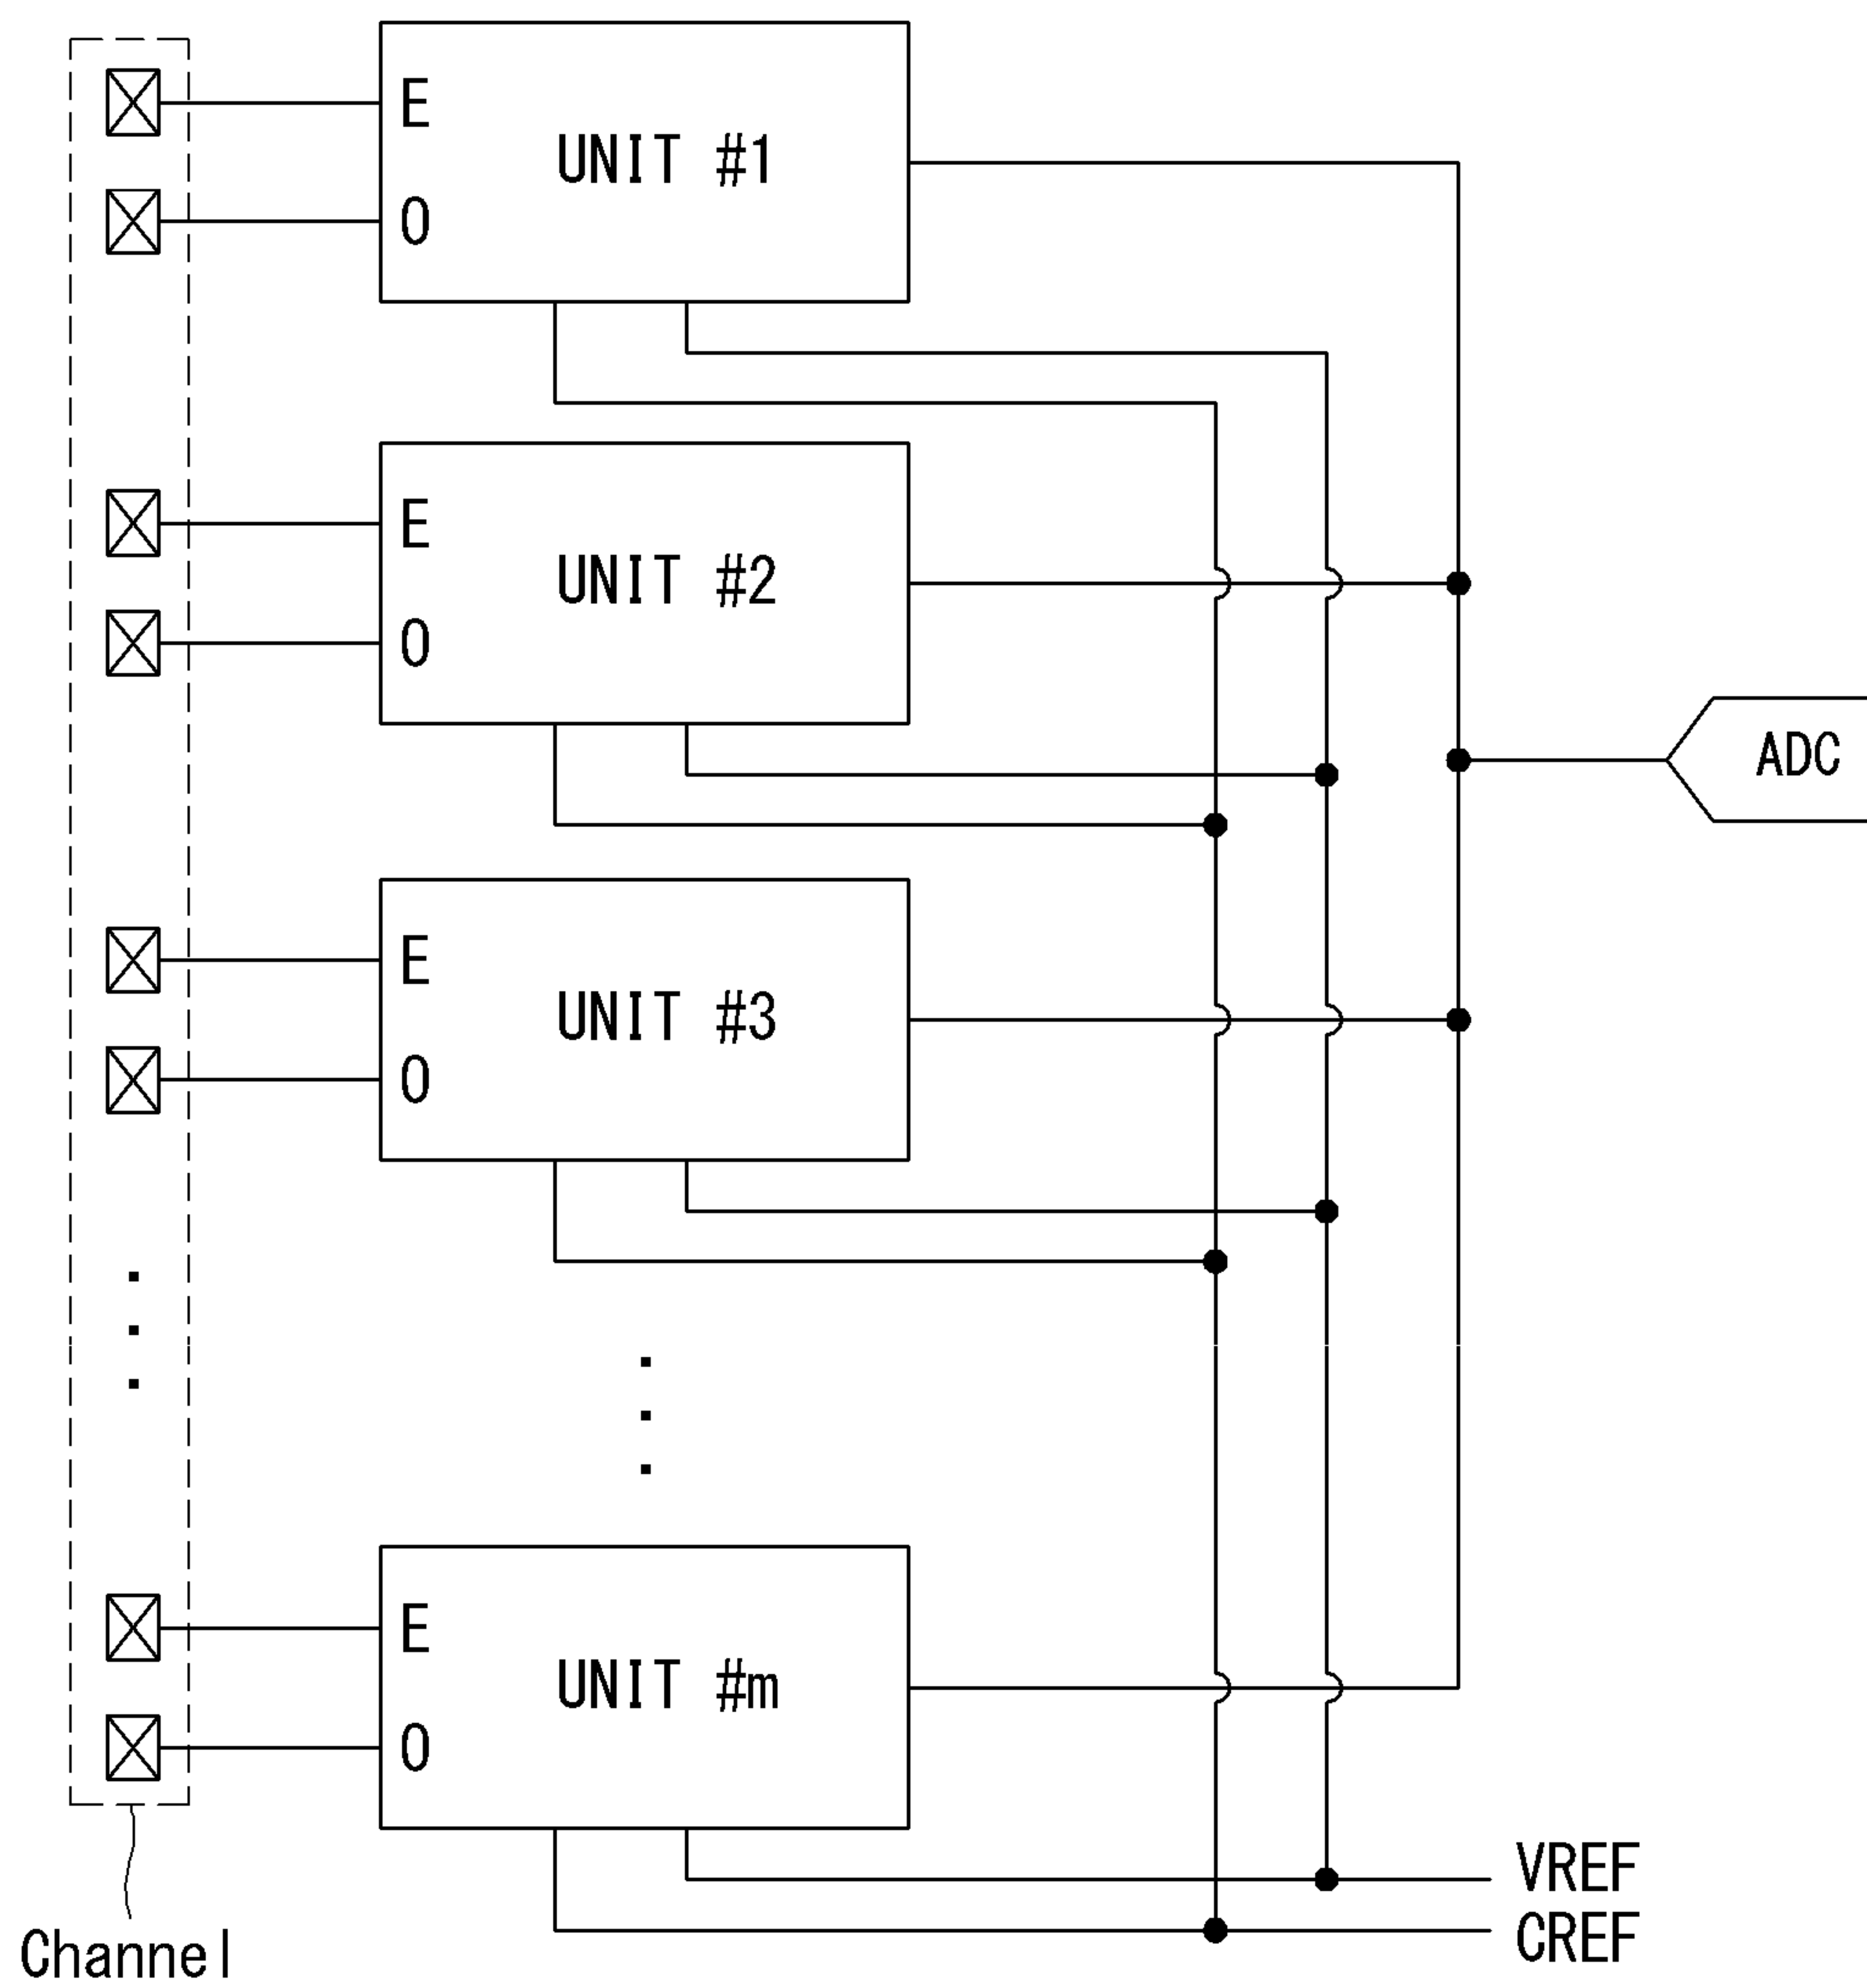 E
UNIT #1
O
E
UNIT #2
O
ADC
E
UNIT #3
O
E
UNIT #m
O
VREF
CREF
Channel